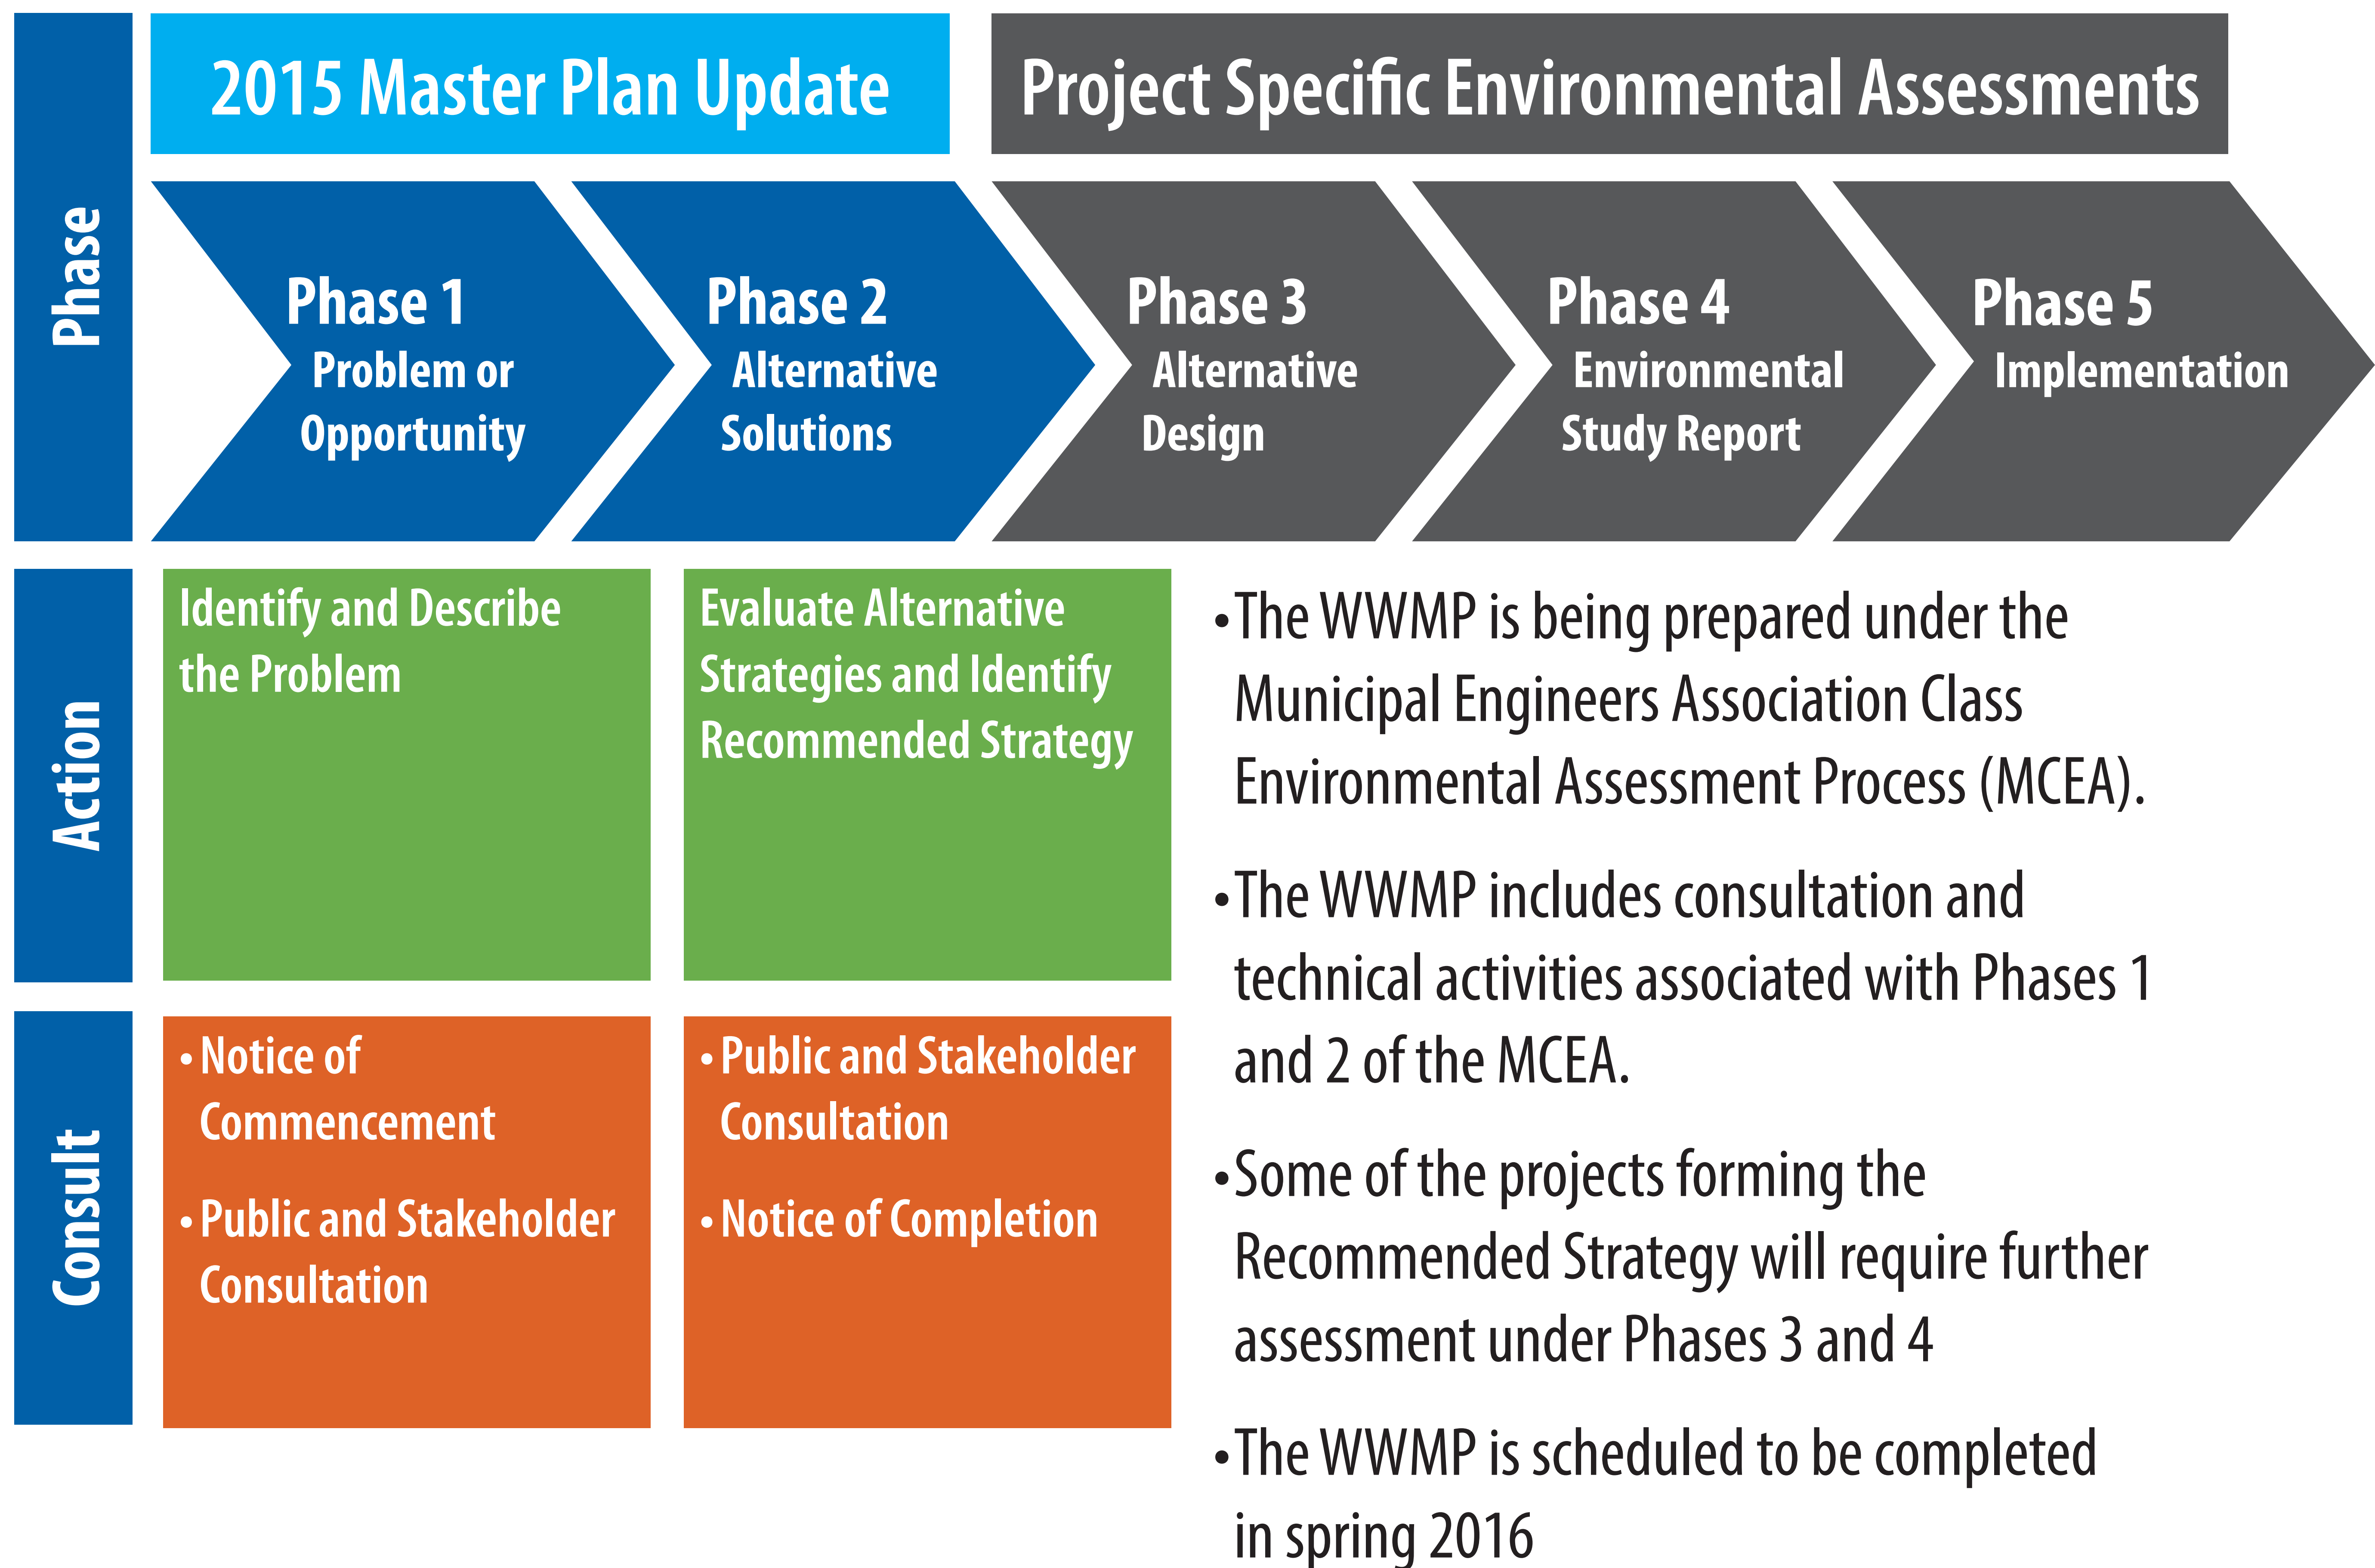 Phase
2015 Master Plan Update
Project Specific Environmental Assessments
Phase 1
Problem or
Opportunity
Phase 2
Alternative
Solutions
Phase 3
Alternative
Design
Phase 4
Environmental
Study Report
Phase 5
Implementation
Action
Identify and Describe
the Problem
Evaluate Alternative
Strategies and Identify
Recommended Strategy
Consult
• Notice of
Commencement
• Public and Stakeholder
Consultation
• Public and Stakeholder
Consultation
• Notice of Completion
• The WWMP is being prepared under the
Municipal Engineers Association Class
Environmental Assessment Process (MCEA).
• The WWMP includes consultation and
technical activities associated with Phases 1
and 2 of the MCEA.
• Some of the projects forming the
Recommended Strategy will require further
assessment under Phases 3 and 4
• The WWMP is scheduled to be completed
in spring 2016